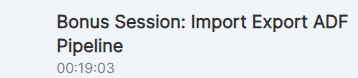 Bonus Session: Import Export ADF
Pipeline
00:19:03